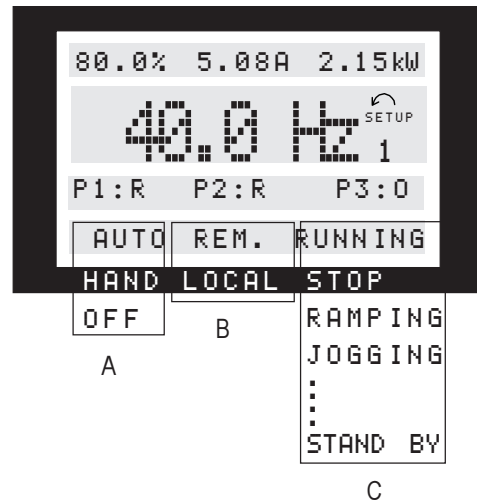 80.0% 5.08A 2.15kW
40.0 Hz SETUP 1
P1:R P2:R P3:0
AUTO REM. RUNNING
HAND LOCAL STOP
OFF RAMPING
JOGGING
STAND BY
A B C